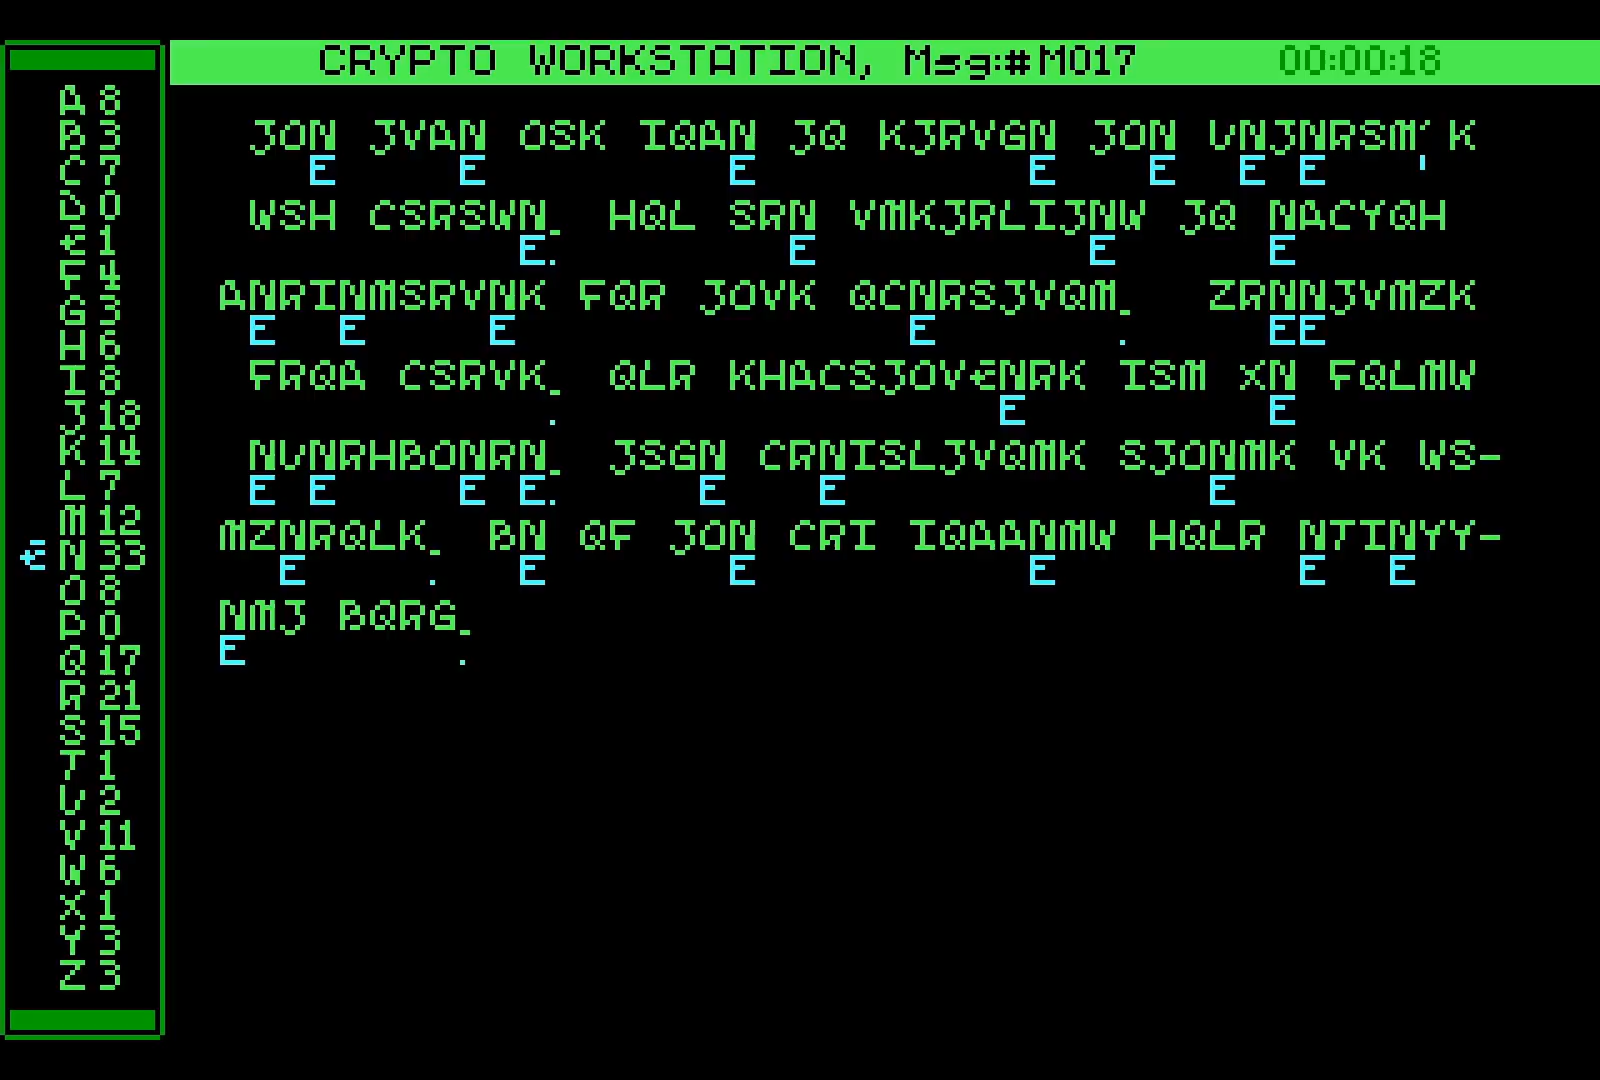 CRYPTO WORKSTATION, Msg:#M017 00:00:18
A 8
B 3
C 7
D 0
E 1
F 4
G 3
H 6
I 8
J 18
K 14
L 7
M 12
E N 33
O 8
P 0
Q 17
R 21
S 15
T 1
U 2
V 11
W 6
X 1
Y 3
Z 3
JON JVAN OSK IQAN JQ KJRVGN JON UNJNRSM'K
E E E E E E E '
WSH CSRSWN. HQL SRN VMKJRLIJNW JQ NACYQH
E. E E E
ANRINMSRVNK FQR JOVK QCNRSJVQM. ZRNNJVMZK
E E E E . EE
FRQA CSRVK. QLR KHACSJOVENRK ISM XN FQLMW
. E E
NUNRHBONRN. JSGN CRNISLJVQMK SJONMK VK WS-
E E E E. E E E
MZNRQLK. BN QF JON CRI IQAANMW HQLR NTINYY-
E . E E E E E
NMJ BQRG.
E .